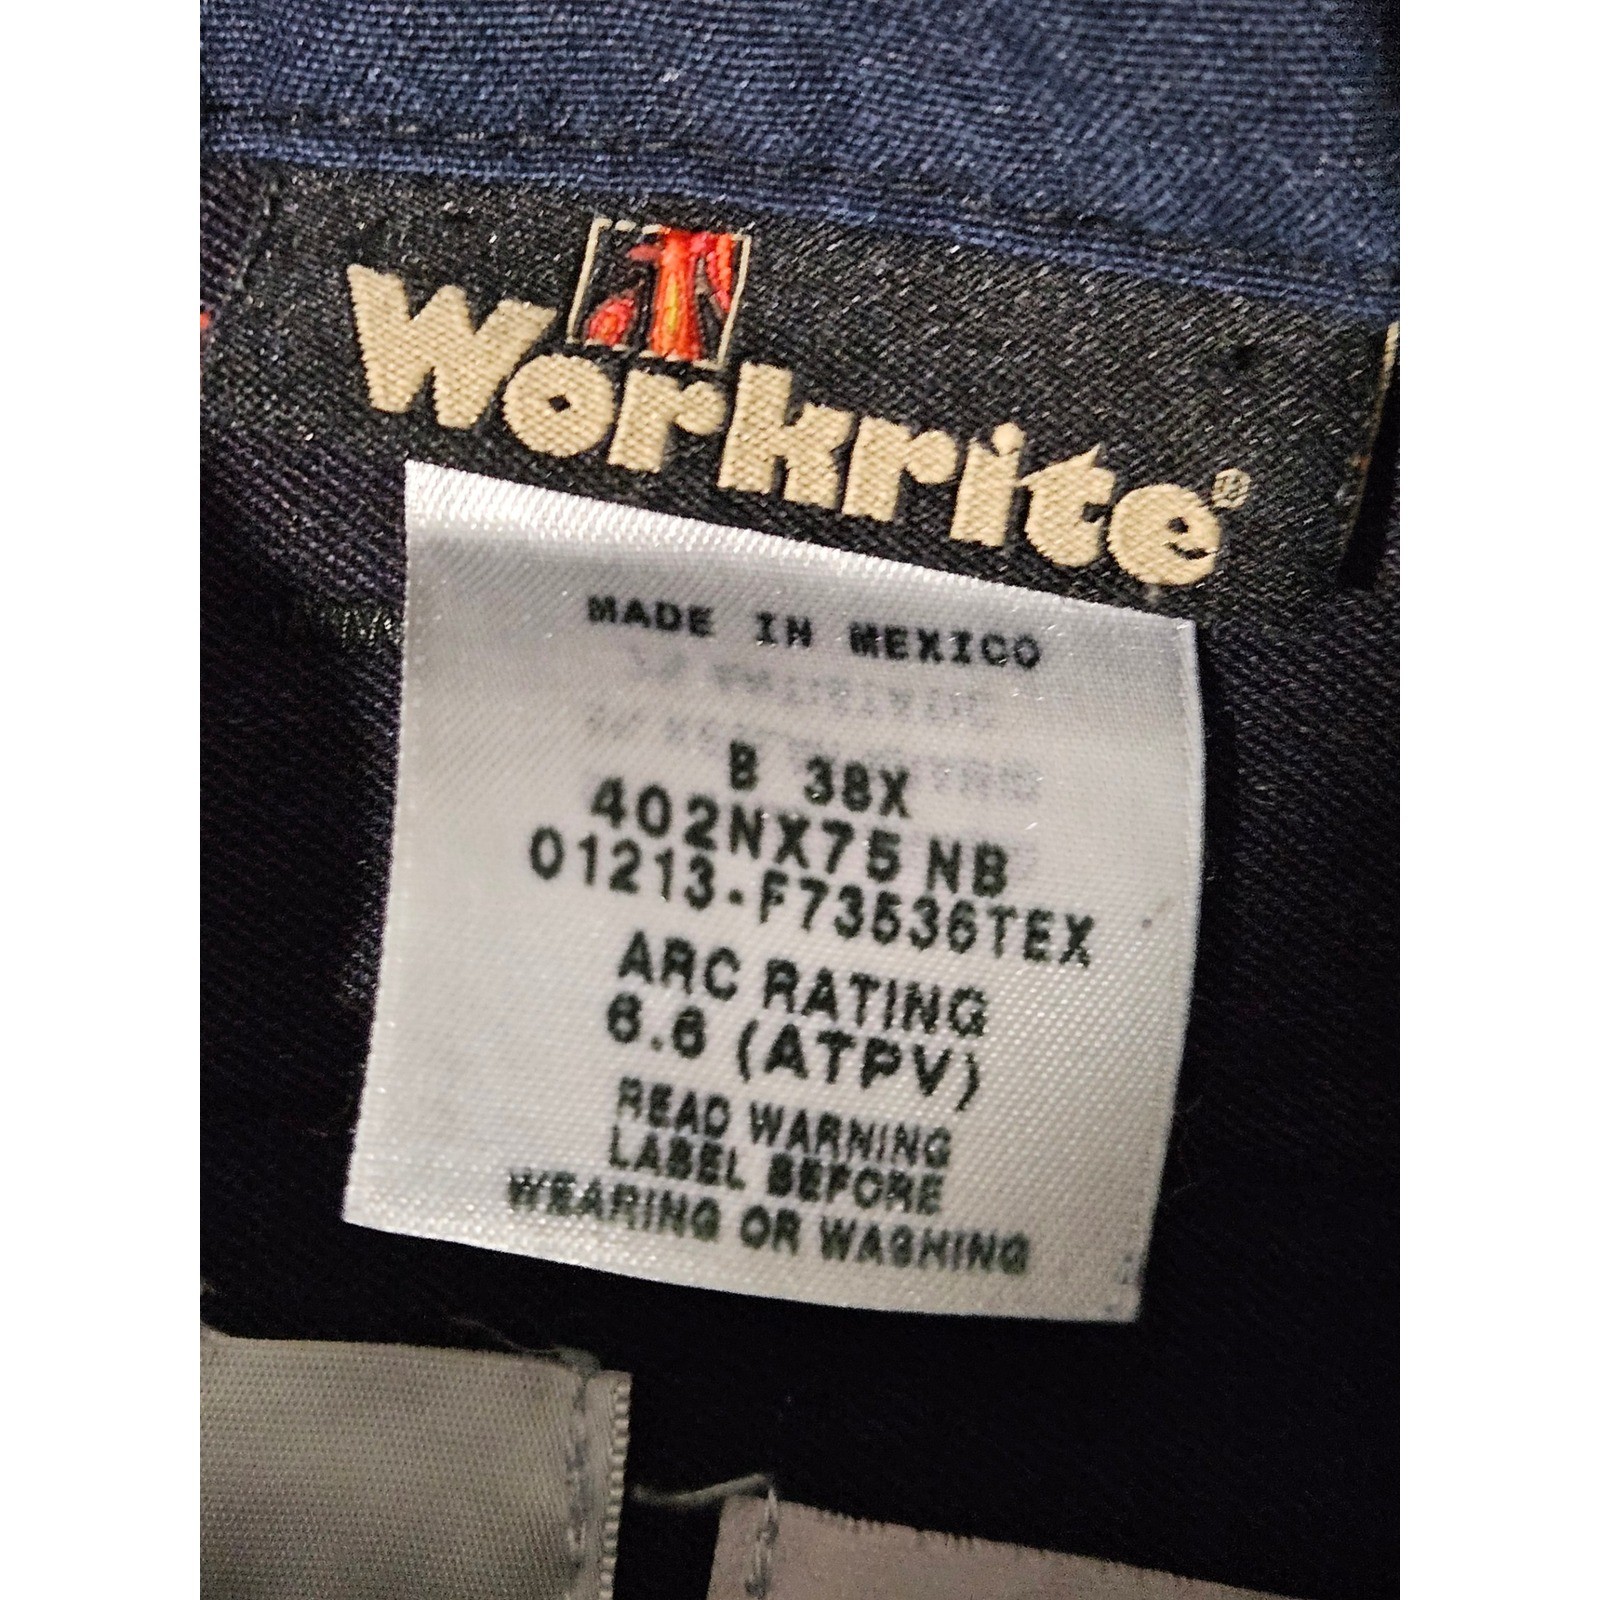 Workrite®
MADE IN MEXICO
B 38X
402NX75 NB
01213-F73536TEX
ARC RATING
6.6 (ATPV)
READ WARNING
LABEL BEFORE
WEARING OR WASHING